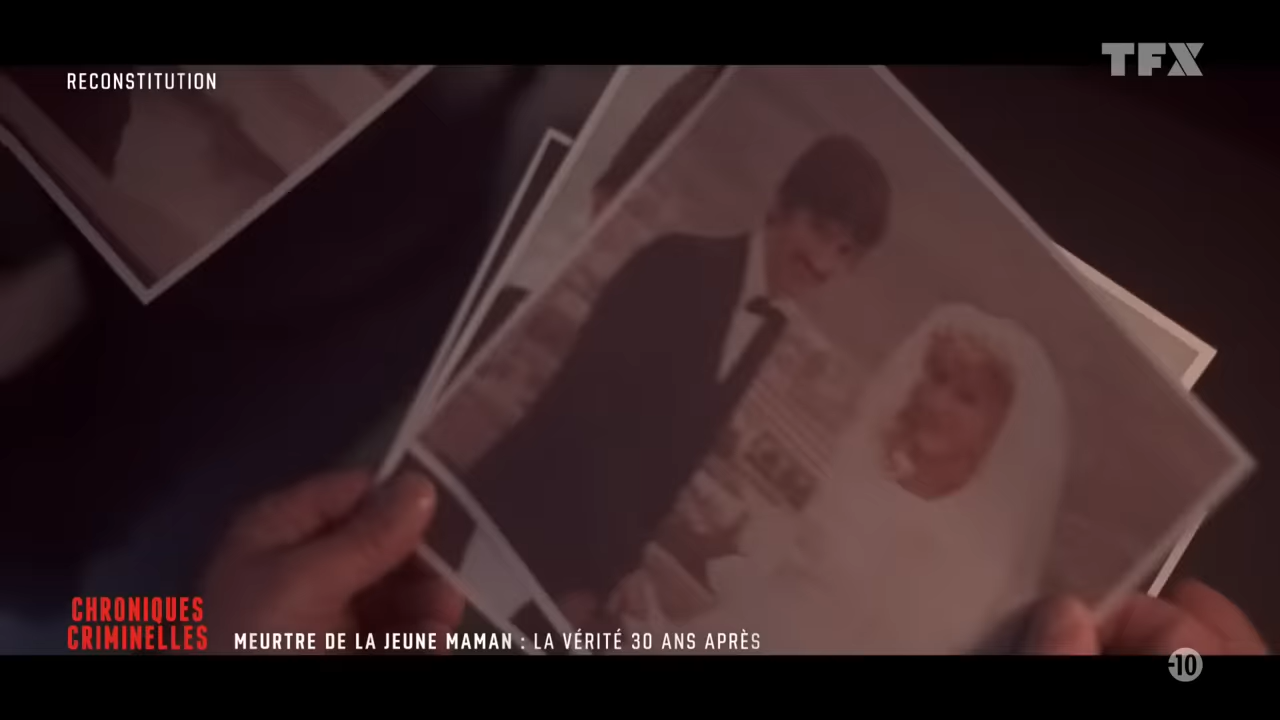 TFX
RECONSTITUTION
CHRONIQUES
CRIMINELLES
MEURTRE DE LA JEUNE MAMAN : LA VÉRITÉ 30 ANS APRÈS
-10